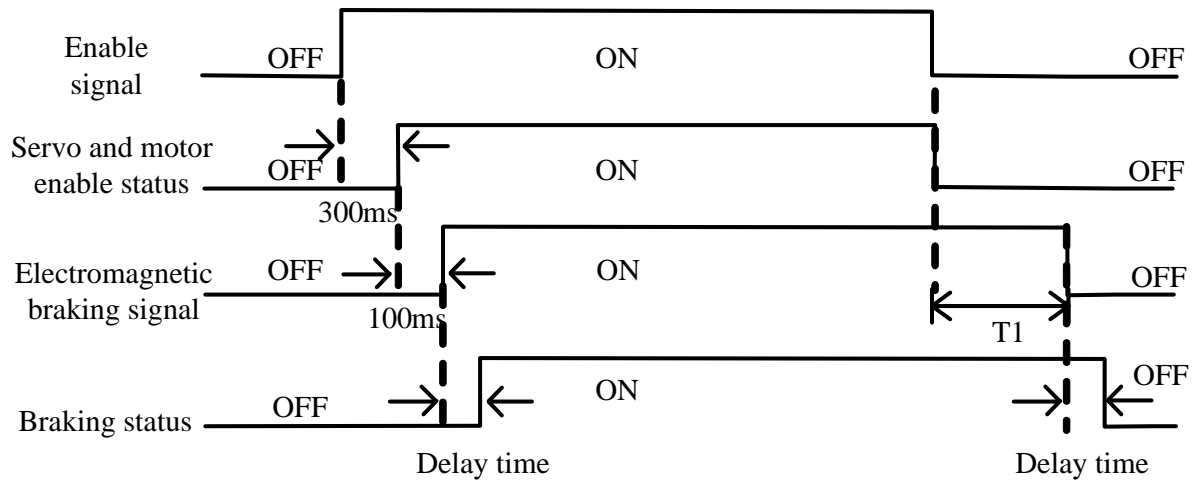 Enable
signal
OFF
ON
OFF
Servo and motor
enable status
OFF
ON
OFF
300ms
Electromagnetic
braking signal
OFF
ON
OFF
100ms
T1
Braking status
OFF
ON
OFF
Delay time
Delay time